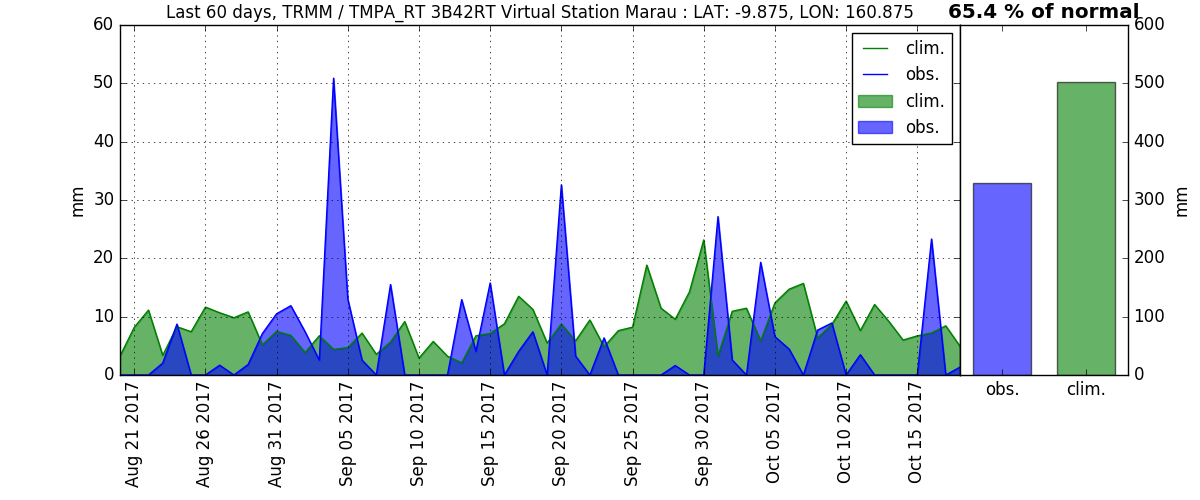 Last 60 days, TRMM / TMPA_RT 3B42RT Virtual Station Marau : LAT: -9.875, LON: 160.875
65.4 % of normal
60
50
40
30
20
10
0
mm
clim.
obs.
clim.
obs.
600
500
400
300
200
100
0
mm
Aug 21 2017
Aug 26 2017
Aug 31 2017
Sep 05 2017
Sep 10 2017
Sep 15 2017
Sep 20 2017
Sep 25 2017
Sep 30 2017
Oct 05 2017
Oct 10 2017
Oct 15 2017
obs.
clim.